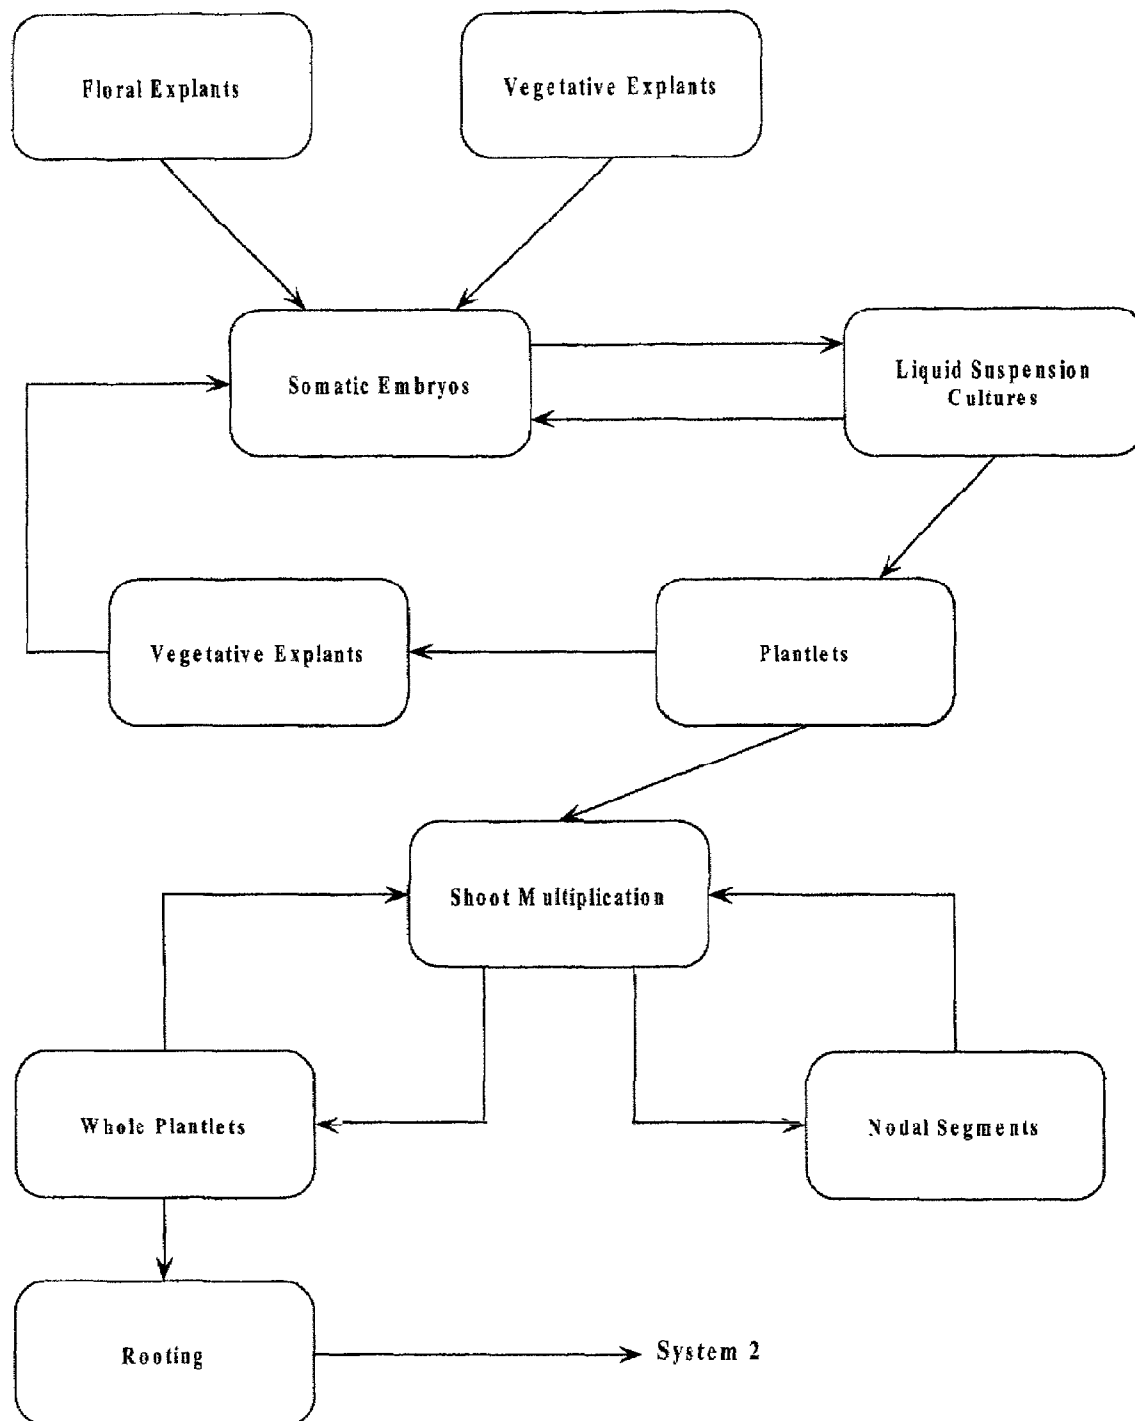 Floral Explants
Vegetative Explants
Somatic Embryos
Liquid Suspension
Cultures
Vegetative Explants
Plantlets
Shoot Multiplication
Whole Plantlets
Nodal Segments
Rooting
System 2